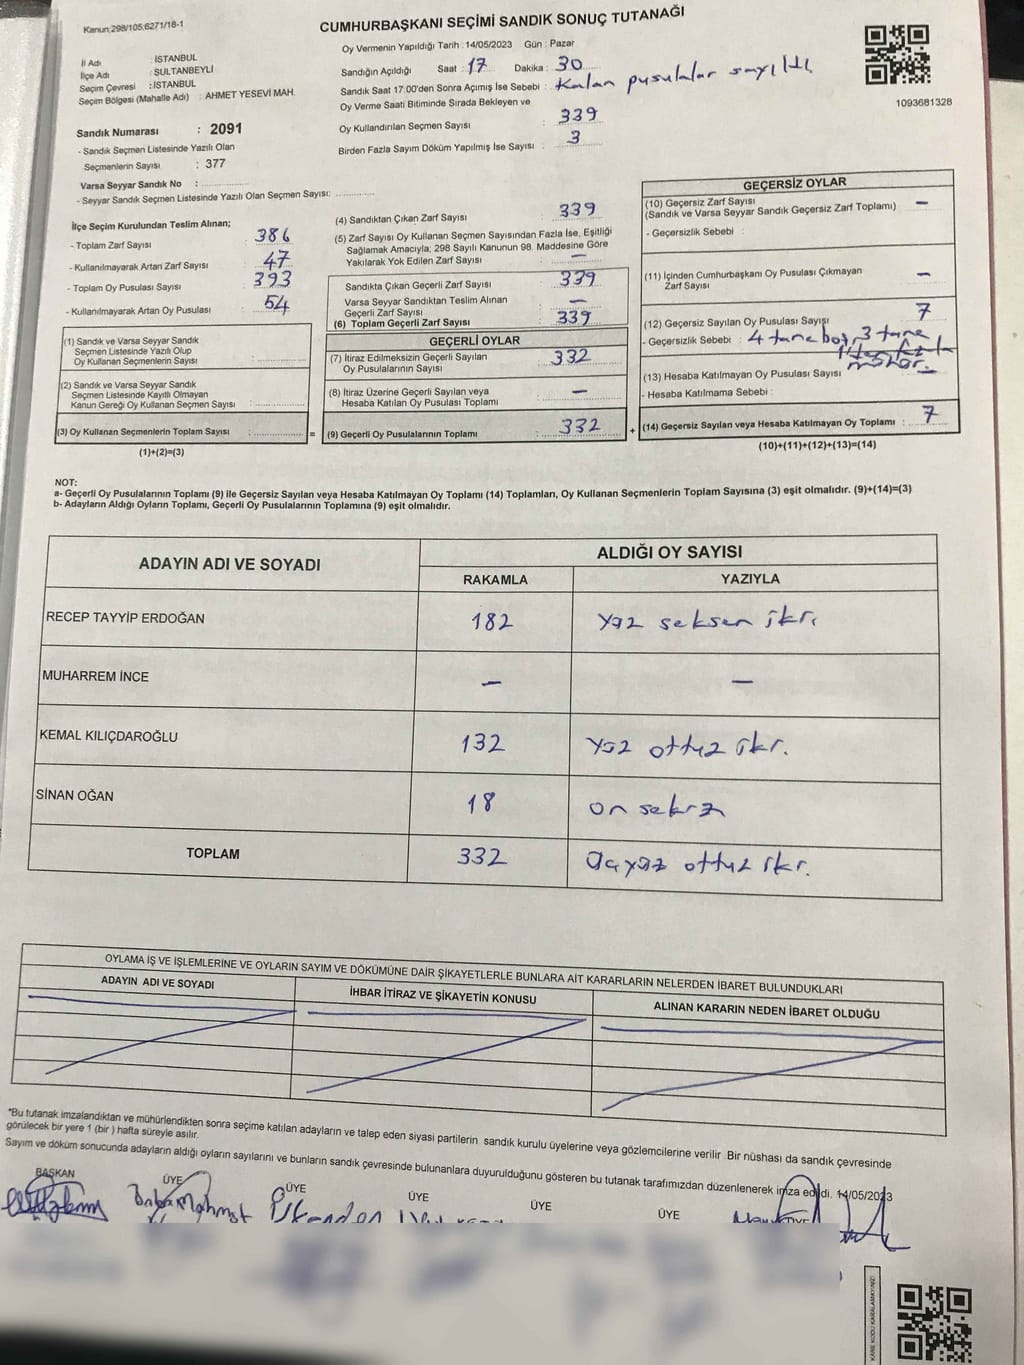 Kanun:298/105;6271/18-1
CUMHURBAŞKANI SEÇİMİ SANDIK SONUÇ TUTANAĞI
İl Adı : İSTANBUL
İlçe Adı : SULTANBEYLİ
Seçim Çevresi : İSTANBUL
Seçim Bölgesi (Mahalle Adı) : AHMET YESEVİ MAH.
Oy Vermenin Yapıldığı Tarih : 14/05/2023 Gün : Pazar
Sandığın Açıldığı Saat : 17 Dakika : 30
Sandık Saat 17.00'den Sonra Açımış İse Sebebi : Kalan pusulalar sayıldı,
Oy Verme Saati Bitiminde Sırada Bekleyen ve
Oy Kullandırılan Seçmen Sayısı : 339
Birden Fazla Sayım Döküm Yapılmış İse Sayısı : 3
1093681328
Sandık Numarası : 2091
- Sandık Seçmen Listesinde Yazılı Olan
Seçmenlerin Sayısı : 377
Varsa Seyyar Sandık No :
- Seyyar Sandık Seçmen Listesinde Yazılı Olan Seçmen Sayısı:
İlçe Seçim Kurulundan Teslim Alınan;
- Toplam Zarf Sayısı : 386
- Kullanılmayarak Artan Zarf Sayısı : 47
- Toplam Oy Pusulası Sayısı : 393
- Kullanılmayarak Artan Oy Pusulası : 54
(1) Sandık ve Varsa Seyyar Sandık
Seçmen Listesinde Yazılı Olup
Oy Kullanan Seçmenlerin Sayısı :
(2) Sandık ve Varsa Seyyar Sandık
Seçmen Listesinde Kayıtlı Olmayan
Kanun Gereği Oy Kullanan Seçmen Sayısı :
(3) Oy Kullanan Seçmenlerin Toplam Sayısı : =
(1)+(2)=(3)
(4) Sandıktan Çıkan Zarf Sayısı : 339
(5) Zarf Sayısı Oy Kullanan Seçmen Sayısından Fazla İse, Eşitliği
Sağlamak Amacıyla; 298 Sayılı Kanunun 98. Maddesine Göre
Yakılarak Yok Edilen Zarf Sayısı : —
Sandıkta Çıkan Geçerli Zarf Sayısı : 339
Varsa Seyyar Sandıktan Teslim Alınan
Geçerli Zarf Sayısı : —
(6) Toplam Geçerli Zarf Sayısı : 339
GEÇERLİ OYLAR
(7) İtiraz Edilmeksizin Geçerli Sayılan
Oy Pusulalarının Sayısı : 332
(8) İtiraz Üzerine Geçerli Sayılan veya
Hesaba Katılan Oy Pusulası Toplamı : —
(9) Geçerli Oy Pusulalarının Toplamı : 332 +
GEÇERSİZ OYLAR
(10) Geçersiz Zarf Sayısı
(Sandık ve Varsa Seyyar Sandık Geçersiz Zarf Toplamı) : —
- Geçersizlik Sebebi :
(11) İçinden Cumhurbaşkanı Oy Pusulası Çıkmayan
Zarf Sayısı : —
(12) Geçersiz Sayılan Oy Pusulası Sayısı : 7
- Geçersizlik Sebebi : 4 tane boş, 3 tane
(13) Hesaba Katılmayan Oy Pusulası Sayısı : —
- Hesaba Katılmama Sebebi :
(14) Geçersiz Sayılan veya Hesaba Katılmayan Oy Toplamı : 7
(10)+(11)+(12)+(13)=(14)
NOT:
a- Geçerli Oy Pusulalarının Toplamı (9) ile Geçersiz Sayılan veya Hesaba Katılmayan Oy Toplamı (14) Toplamları, Oy Kullanan Seçmenlerin Toplam Sayısına (3) eşit olmalıdır. (9)+(14)=(3)
b- Adayların Aldığı Oyların Toplamı, Geçerli Oy Pusulalarının Toplamına (9) eşit olmalıdır.
ADAYIN ADI VE SOYADI ALDIĞI OY SAYISI
RAKAMLA YAZIYLA
RECEP TAYYİP ERDOĞAN 182 yüz seksen iki.
MUHARREM İNCE — —
KEMAL KILIÇDAROĞLU 132 yüz otuz iki.
SİNAN OĞAN 18 on sekiz
TOPLAM 332 üçyüz otuz iki.
OYLAMA İŞ VE İŞLEMLERİNE VE OYLARIN SAYIM VE DÖKÜMÜNE DAİR ŞİKAYETLERLE BUNLARA AİT KARARLARIN NELERDEN İBARET BULUNDUKLARI
ADAYIN ADI VE SOYADI İHBAR İTİRAZ VE ŞİKAYETİN KONUSU ALINAN KARARIN NEDEN İBARET OLDUĞU
*Bu tutanak imzalandıktan ve mühürlendikten sonra seçime katılan adayların ve talep eden siyasi partilerin sandık kurulu üyelerine veya gözlemcilerine verilir .Bir nüshası da sandık çevresinde
görülecek bir yere 1 (bir ) hafta süreyle asılır.
Sayım ve döküm sonucunda adayların aldığı oyların sayılarını ve bunların sandık çevresinde bulunanlara duyurulduğunu gösteren bu tutanak tarafımızdan düzenlenerek imza edildi. 14/05/2023
BAŞKAN ÜYE ÜYE ÜYE ÜYE ÜYE